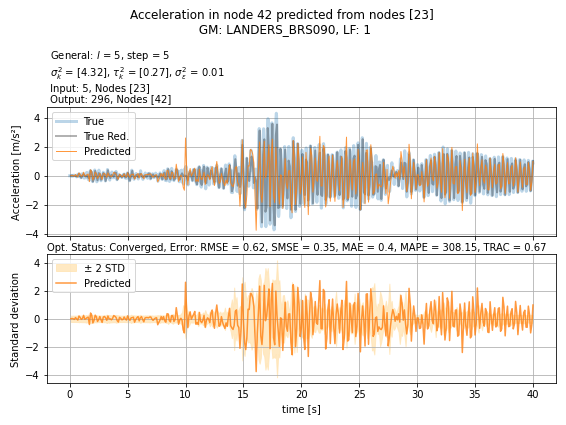 Acceleration in node 42 predicted from nodes [23]
GM: LANDERS_BRS090, LF: 1
General: l = 5, step = 5
σ²ₖ = [4.32], τ²ₖ = [0.27], σ²ε = 0.01
Input: 5, Nodes [23]
Output: 296, Nodes [42]
4
2
0
−2
−4
Acceleration [m/s²]
True
True Red.
Predicted
Opt. Status: Converged, Error: RMSE = 0.62, SMSE = 0.35, MAE = 0.4, MAPE = 308.15, TRAC = 0.67
4
2
0
−2
−4
Standard deviation
± 2 STD
Predicted
0 5 10 15 20 25 30 35 40
time [s]